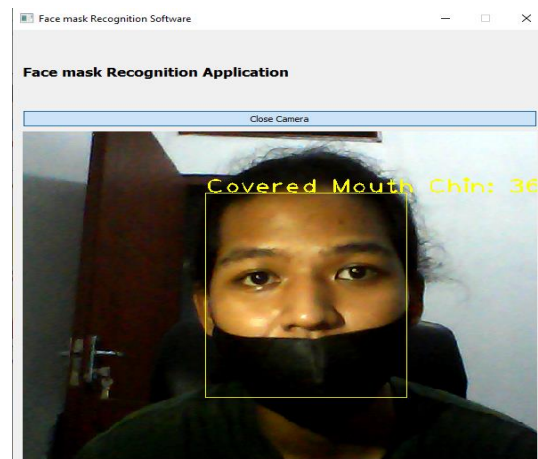 Face mask Recognition Software
Face mask Recognition Application
Close Camera
Covered Mouth Chin: 36